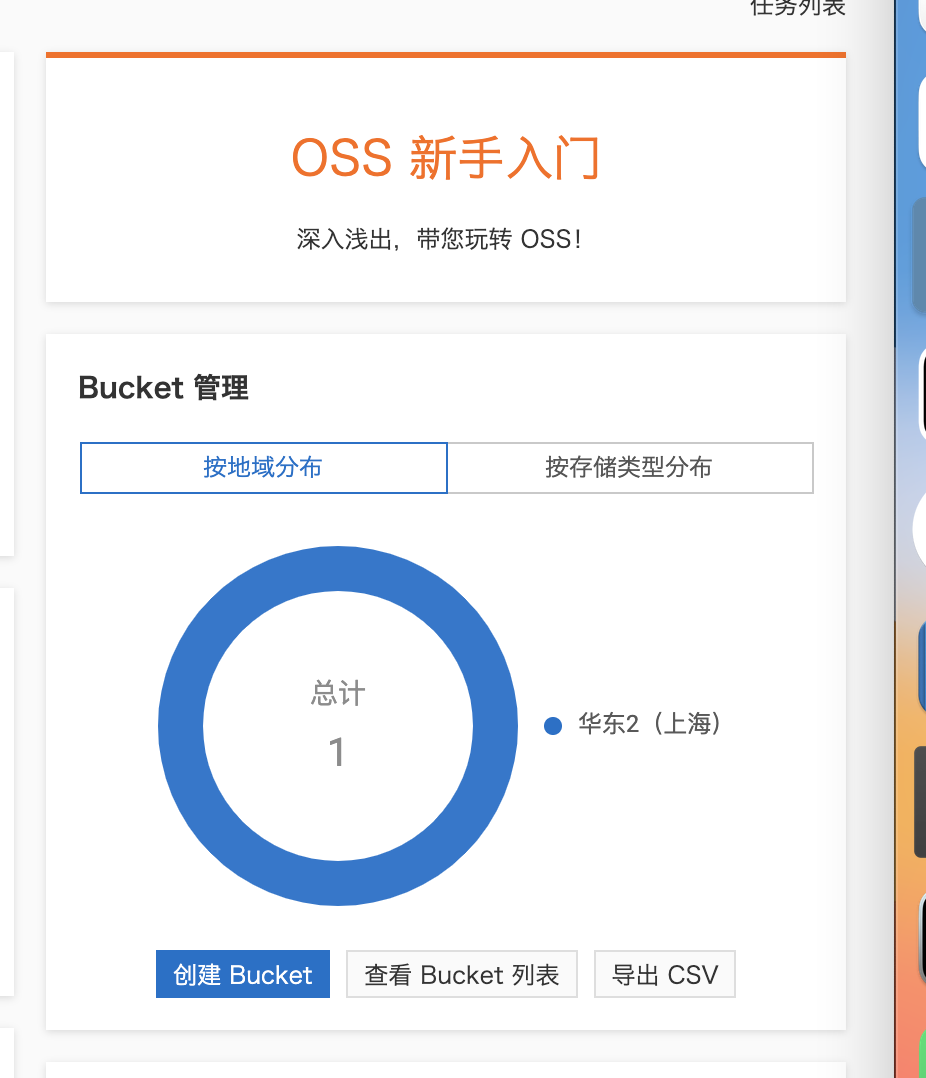 任务列表
OSS 新手入门
深入浅出，带您玩转 OSS！
Bucket 管理
按地域分布
按存储类型分布
总计
1
华东2（上海）
创建 Bucket
查看 Bucket 列表
导出 CSV